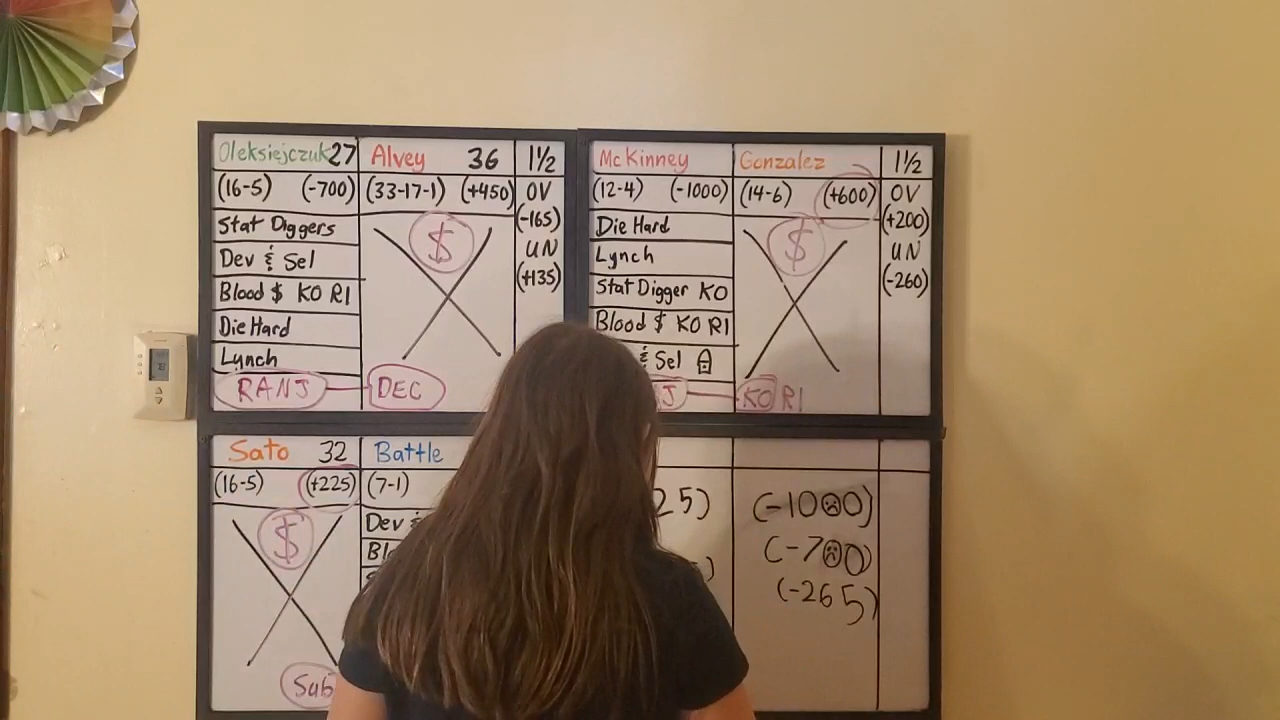 Oleksiejczuk 27 Alvey 36 1½
(16-5) (-700) (33-17-1) (+450) OV
(-165)
UN
(+135)
$
Stat Diggers
Dev & Sel
Blood $ KO R1
Die Hard
Lynch
RANJ DEC
McKinney Gonzalez 1½
(12-4) (-1000) (14-6) (+600) OV
(+200)
UN
(-260)
$
Die Hard
Lynch
Stat Digger KO
Blood $ KO R1
& Sel
J KO R1
Sato 32 Battle
(16-5) (+225) (7-1)
$
Dev
Sub
25) (-1000)
(-700)
(-265)